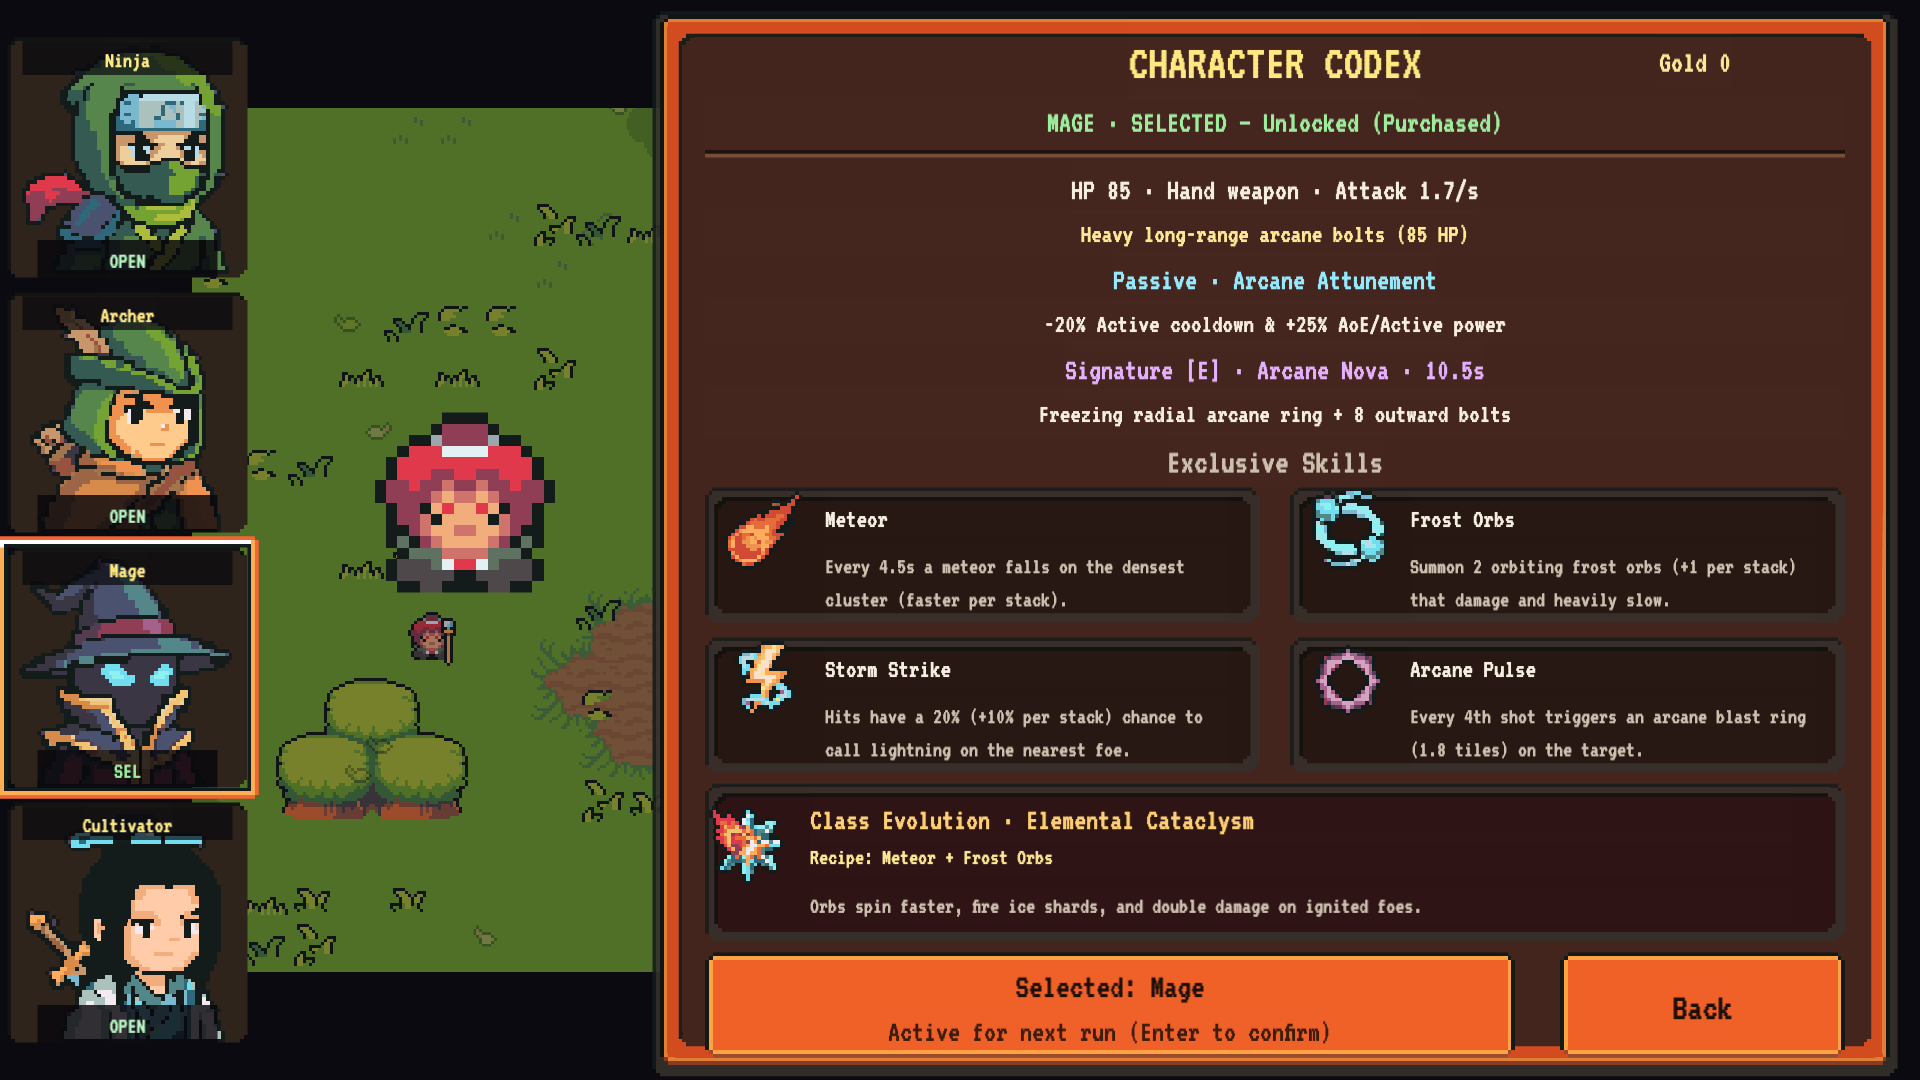 Ninja
OPEN
Archer
OPEN
Mage
SEL
Cultivator
OPEN
CHARACTER CODEX
Gold 0
MAGE · SELECTED - Unlocked (Purchased)
HP 85 · Hand weapon · Attack 1.7/s
Heavy long-range arcane bolts (85 HP)
Passive · Arcane Attunement
-20% Active cooldown & +25% AoE/Active power
Signature [E] · Arcane Nova · 10.5s
Freezing radial arcane ring + 8 outward bolts
Exclusive Skills
Meteor
Every 4.5s a meteor falls on the densest
cluster (faster per stack).
Frost Orbs
Summon 2 orbiting frost orbs (+1 per stack)
that damage and heavily slow.
Storm Strike
Hits have a 20% (+10% per stack) chance to
call lightning on the nearest foe.
Arcane Pulse
Every 4th shot triggers an arcane blast ring
(1.8 tiles) on the target.
Class Evolution · Elemental Cataclysm
Recipe: Meteor + Frost Orbs
Orbs spin faster, fire ice shards, and double damage on ignited foes.
Selected: Mage
Active for next run (Enter to confirm)
Back